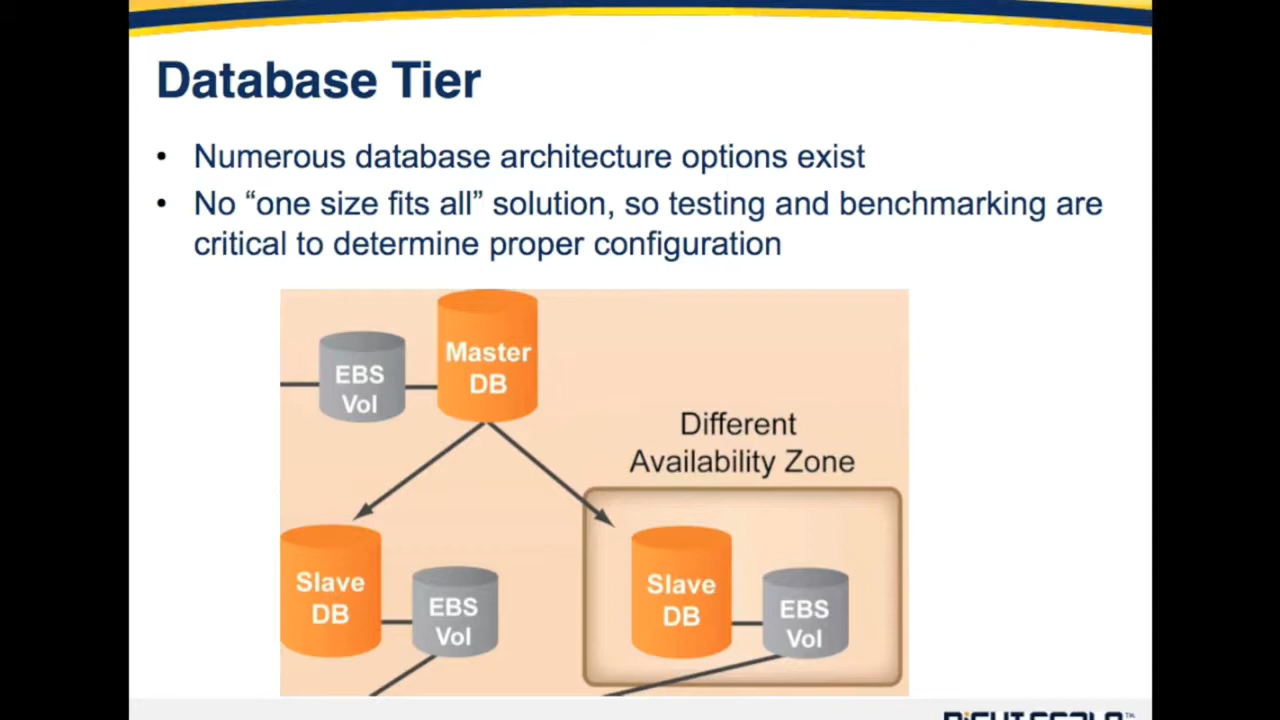 Database Tier
• Numerous database architecture options exist
• No “one size fits all” solution, so testing and benchmarking are
critical to determine proper configuration
Master
DB
EBS
Vol
Different
Availability Zone
Slave
DB
EBS
Vol
Slave
DB
EBS
Vol